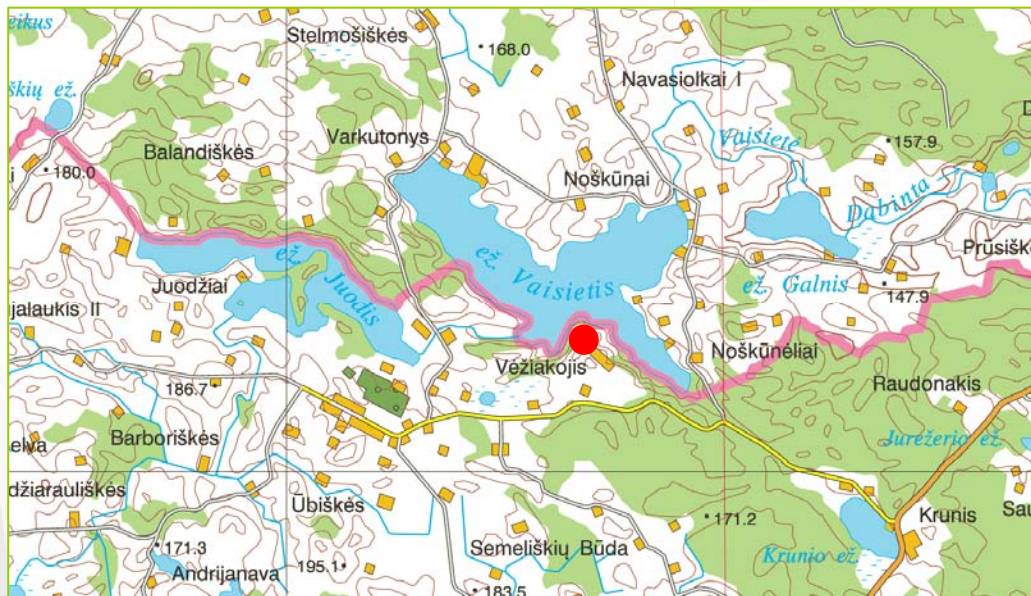 eikus
Stelmošiškės
168.0
Navasiolkai I
škių ež.
Varkutonys
Balandiškės
180.0
Noškūnai
Vaisietė
157.9
Dabinta
ež. Vaisietis
ež. Juodis
Juodžiai
ež. Galnis
Prūsišk
147.9
jalaukis II
Vėžlakojis
Noškūnėliai
Raudonakis
186.7
Barboriškės
elva
Jurežerio ež.
džiarauliškės
Ūbiškės
171.2
Krunis
Sau
171.3
Andrijanava
195.1
Semeliškių Būda
Krunio ež.
183.5